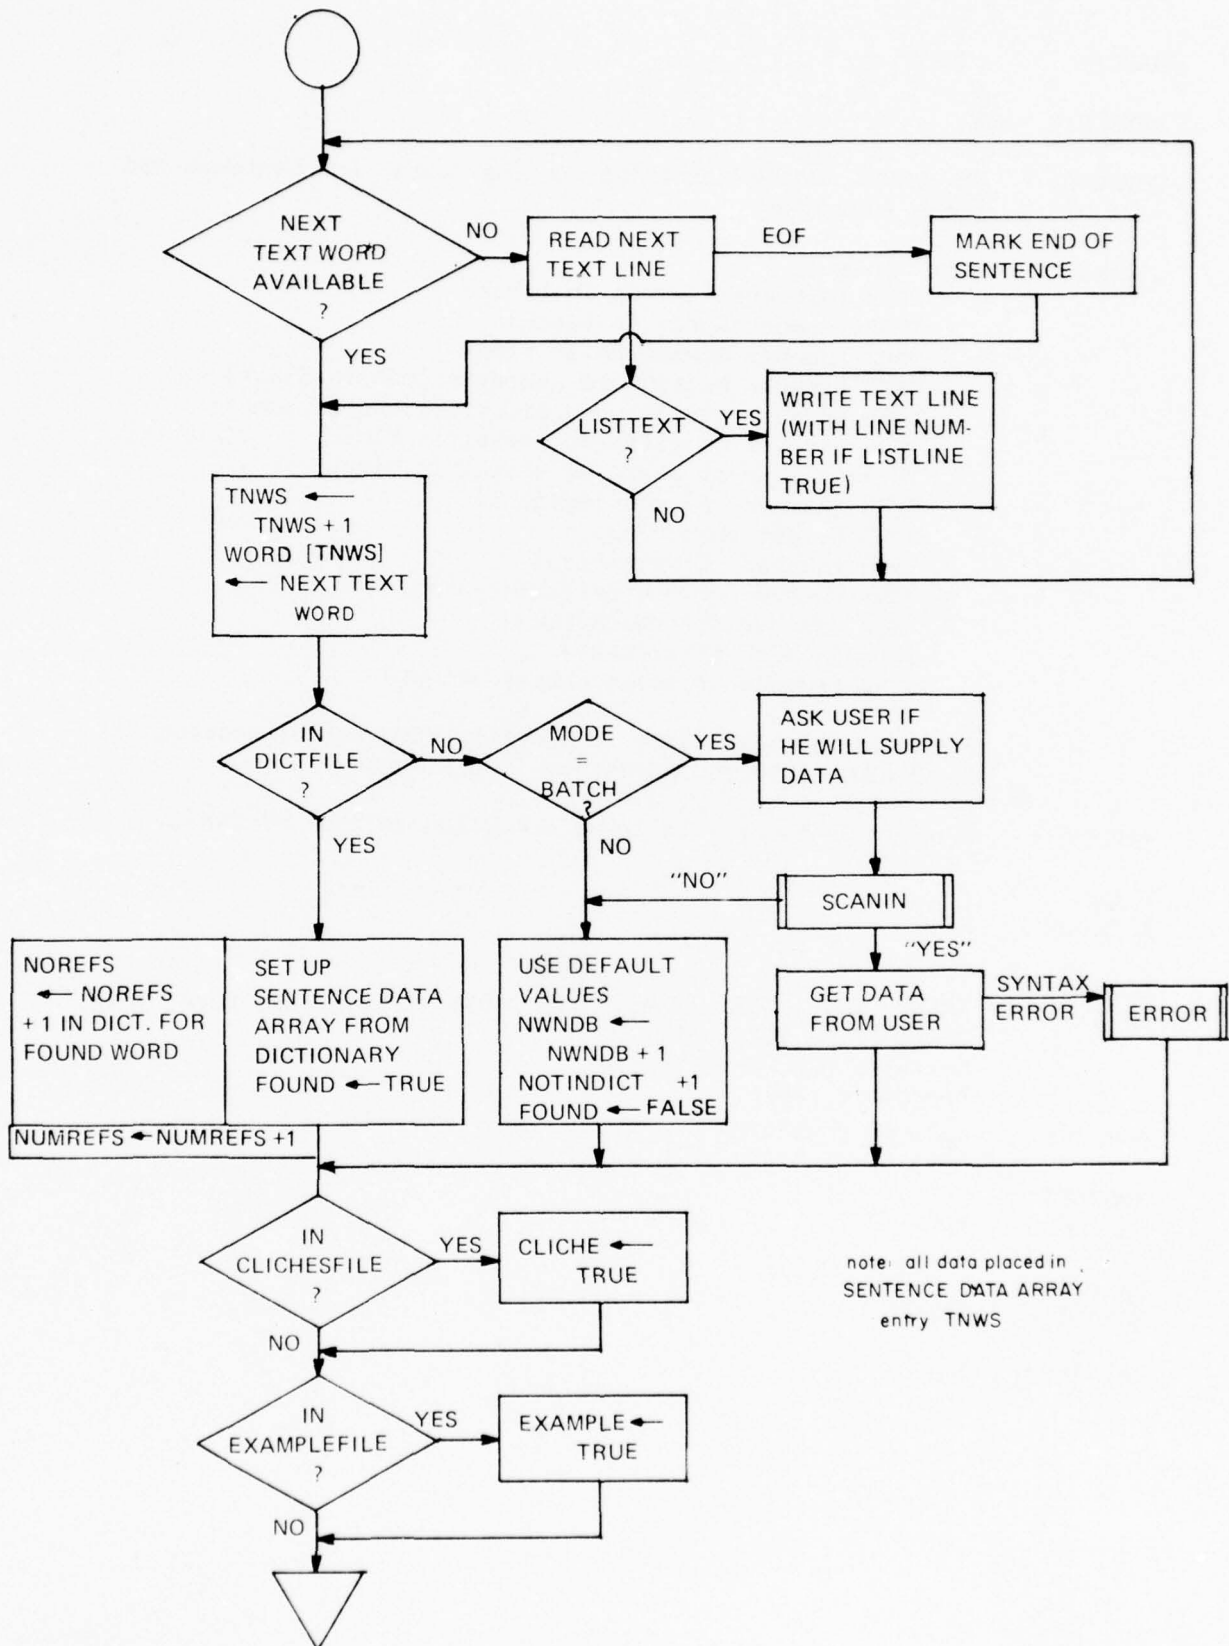 NEXT
TEXT WORD
AVAILABLE
?
NO
READ NEXT
TEXT LINE
EOF
MARK END OF
SENTENCE
YES
LISTTEXT
?
YES
WRITE TEXT LINE
(WITH LINE NUM-
BER IF LISTLINE
TRUE)
NO
TNWS ←
TNWS + 1
WORD [TNWS]
← NEXT TEXT
WORD
IN
DICTFILE
?
NO
MODE
=
BATCH
?
YES
ASK USER IF
HE WILL SUPPLY
DATA
YES
NO
"NO"
SCANIN
"YES"
NOREFS
← NOREFS
+ 1 IN DICT. FOR
FOUND WORD
SET UP
SENTENCE DATA
ARRAY FROM
DICTIONARY
FOUND ← TRUE
USE DEFAULT
VALUES
NWNDB ←
NWNDB + 1
NOTINDICT +1
FOUND ← FALSE
GET DATA
FROM USER
SYNTAX
ERROR
ERROR
NUMREFS ← NUMREFS +1
IN
CLICHESFILE
?
YES
CLICHE ←
TRUE
note: all data placed in
SENTENCE DATA ARRAY
entry TNWS
NO
IN
EXAMPLEFILE
?
YES
EXAMPLE ←
TRUE
NO